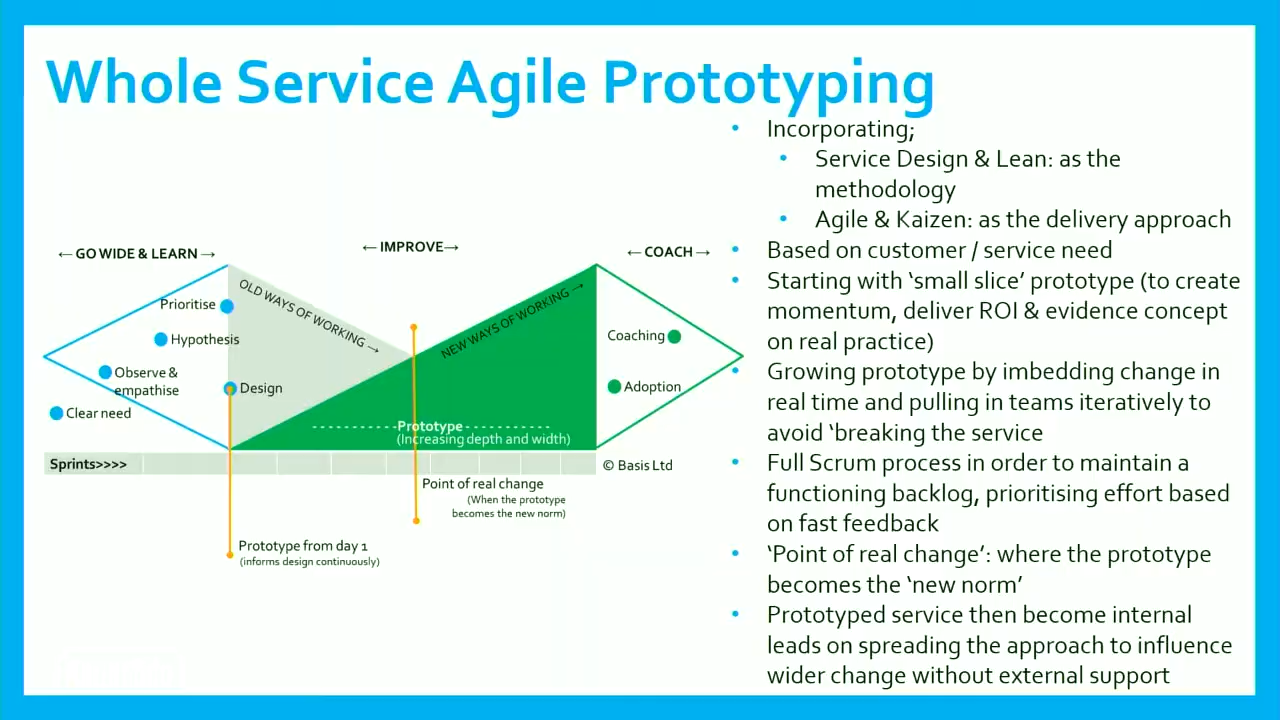 Whole Service Agile Prototyping
← GO WIDE & LEARN →
← IMPROVE→
← COACH →
OLD WAYS OF WORKING →
NEW WAYS OF WORKING →
Prioritise
Hypothesis
Observe &
empathise
Clear need
Design
Coaching
Adoption
Prototype
(Increasing depth and width)
Sprints>>>>
© Basis Ltd
Point of real change
(When the prototype
becomes the new norm)
Prototype from day 1
(informs design continuously)
• Incorporating;
• Service Design & Lean: as the
methodology
• Agile & Kaizen: as the delivery approach
• Based on customer / service need
• Starting with ‘small slice’ prototype (to create
momentum, deliver ROI & evidence concept
on real practice)
• Growing prototype by imbedding change in
real time and pulling in teams iteratively to
avoid ‘breaking the service
• Full Scrum process in order to maintain a
functioning backlog, prioritising effort based
on fast feedback
• ‘Point of real change’: where the prototype
becomes the ‘new norm’
• Prototyped service then become internal
leads on spreading the approach to influence
wider change without external support